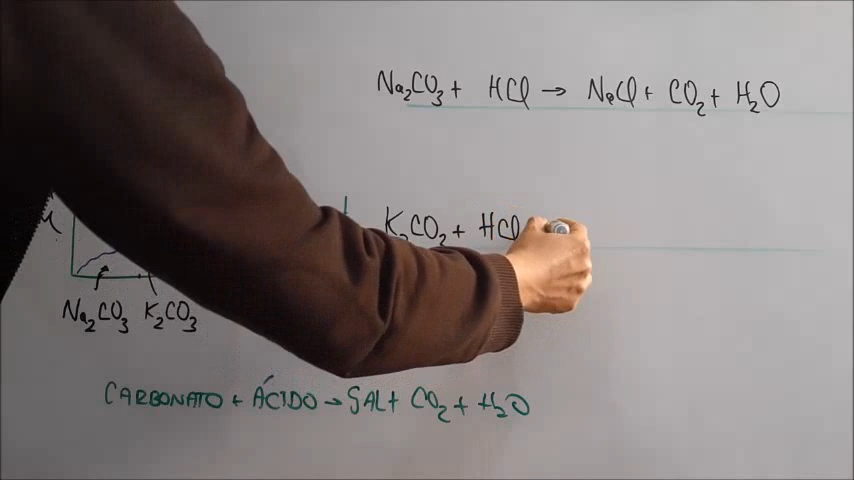 Na₂CO₃ + HCl → NaCl + CO₂ + H₂O
K₂CO₂ + HCl
Na₂CO₃ K₂CO₃
CARBONATO + ÁCIDO → SAL + CO₂ + H₂O